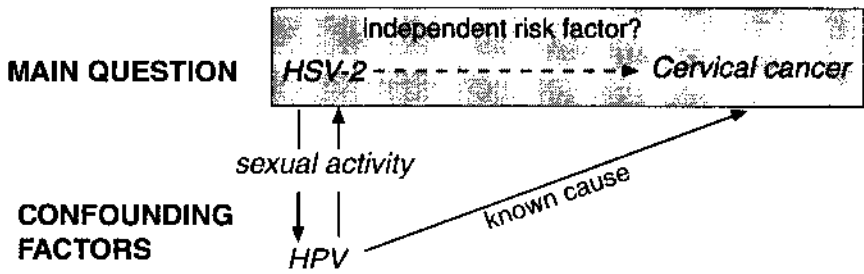 Independent risk factor?
MAIN QUESTION HSV-2 Cervical cancer
sexual activity
known cause
CONFOUNDING
FACTORS
HPV